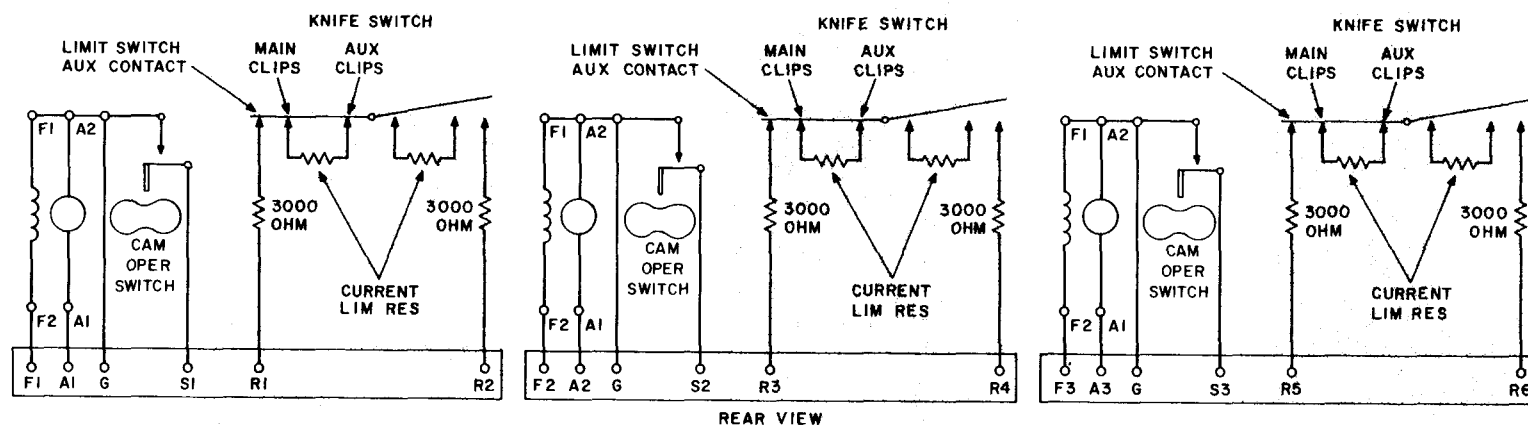 KNIFE SWITCH
LIMIT SWITCH
AUX CONTACT
MAIN
CLIPS
AUX
CLIPS
F1
A2
3000
OHM
3000
OHM
CAM
OPER
SWITCH
CURRENT
LIM RES
F2
A1
F1 A1 G S1 R1 R2
KNIFE SWITCH
LIMIT SWITCH
AUX CONTACT
MAIN
CLIPS
AUX
CLIPS
F1
A2
3000
OHM
3000
OHM
CAM
OPER
SWITCH
CURRENT
LIM RES
F2
A1
F2 A2 G S2 R3 R4
KNIFE SWITCH
LIMIT SWITCH
AUX CONTACT
MAIN
CLIPS
AUX
CLIPS
F1
A2
3000
OHM
3000
OHM
CAM
OPER
SWITCH
CURRENT
LIM RES
F2
A1
F3 A3 G S3 R5 R6
REAR VIEW